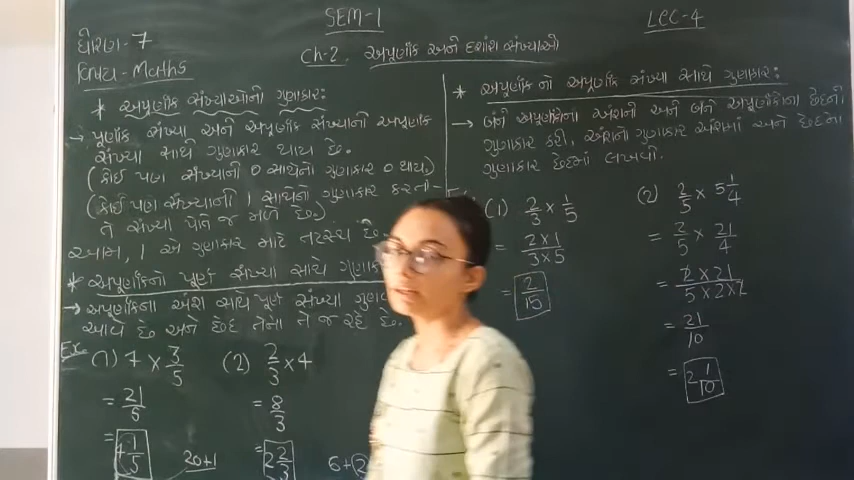 SEM-1
LEC-4
ધોરણ - 7
Ch-2. અપૂર્ણાંક અને દશાંશ સંખ્યાઓ
વિષય - Maths
* અપૂર્ણાંક સંખ્યાઓનો ગુણાકાર:
→ પૂર્ણાંક સંખ્યા અને અપૂર્ણાંક સંખ્યાનો અપૂર્ણાંક
સંખ્યા સાથે ગુણાકાર થાય છે.
(કોઈ પણ સંખ્યાનો 0 સાથેનો ગુણાકાર 0 થાય)
(કોઈ પણ સંખ્યાનો 1 સાથેનો ગુણાકાર કરતાં
તે સંખ્યા પોતે જ મળે છે.)
આમ, 1 એ ગુણાકાર માટે તટસ્થ છે.
* અપૂર્ણાંકનો પૂર્ણ સંખ્યા સાથે
→ અપૂર્ણાંકના અંશ સાથે પૂર્ણ સંખ્યા
આવે છે અને છેદ તેના તે જ રહે છે.
Ex. (1) 7 × 3/5
= 21/5
= 4 1/5
20+1
(2) 2/3 × 4
= 8/3
= 2 2/3
6+2
* અપૂર્ણાંક નો અપૂર્ણાંક સંખ્યા સાથે ગુણાકાર:
→ બંને અપૂર્ણાંકોના અંશનો અને બંને અપૂર્ણાંકોના છેદનો
ગુણાકાર કરી, અંશનો ગુણાકાર અંશમાં અને છેદના
ગુણાકાર છેદમાં લખવો.
(1) 2/3 × 1/5
= 2×1/3×5
= 2/15
(2) 2/5 × 5 1/4
= 2/5 × 21/4
= 2×21/5×2×2
= 21/10
= 2 1/10